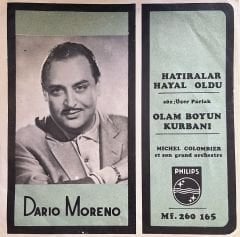 HATIRALAR
HAYAL OLDU
söz: Uğur Parlak
OLAM BOYUN
KURBANI
MICHEL COLOMBIER
et son grand orchestre
PHILIPS
Mf. 260 165
DARIO MORENO